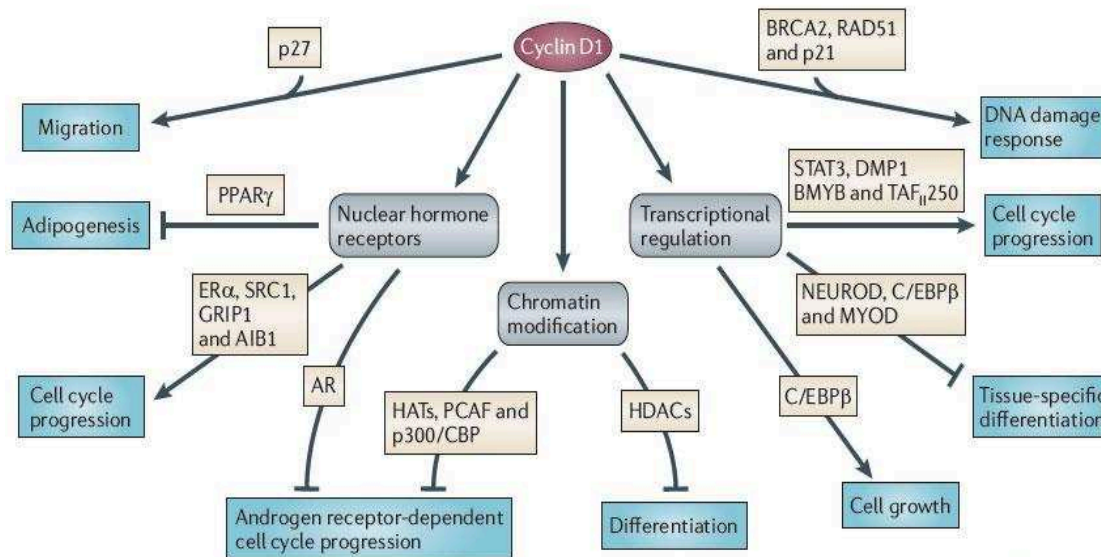 p27
Cyclin D1
BRCA2, RAD51
and p21
Migration
DNA damage
response
PPARγ
Adipogenesis
Nuclear hormone
receptors
Transcriptional
regulation
STAT3, DMP1
BMYB and TAFII250
Cell cycle
progression
ERα, SRC1,
GRIP1
and AIB1
Chromatin
modification
NEUROD, C/EBPβ
and MYOD
Cell cycle
progression
AR
HATs, PCAF and
p300/CBP
HDACs
C/EBPβ
Tissue-specific
differentiation
Androgen receptor-dependent
cell cycle progression
Differentiation
Cell growth